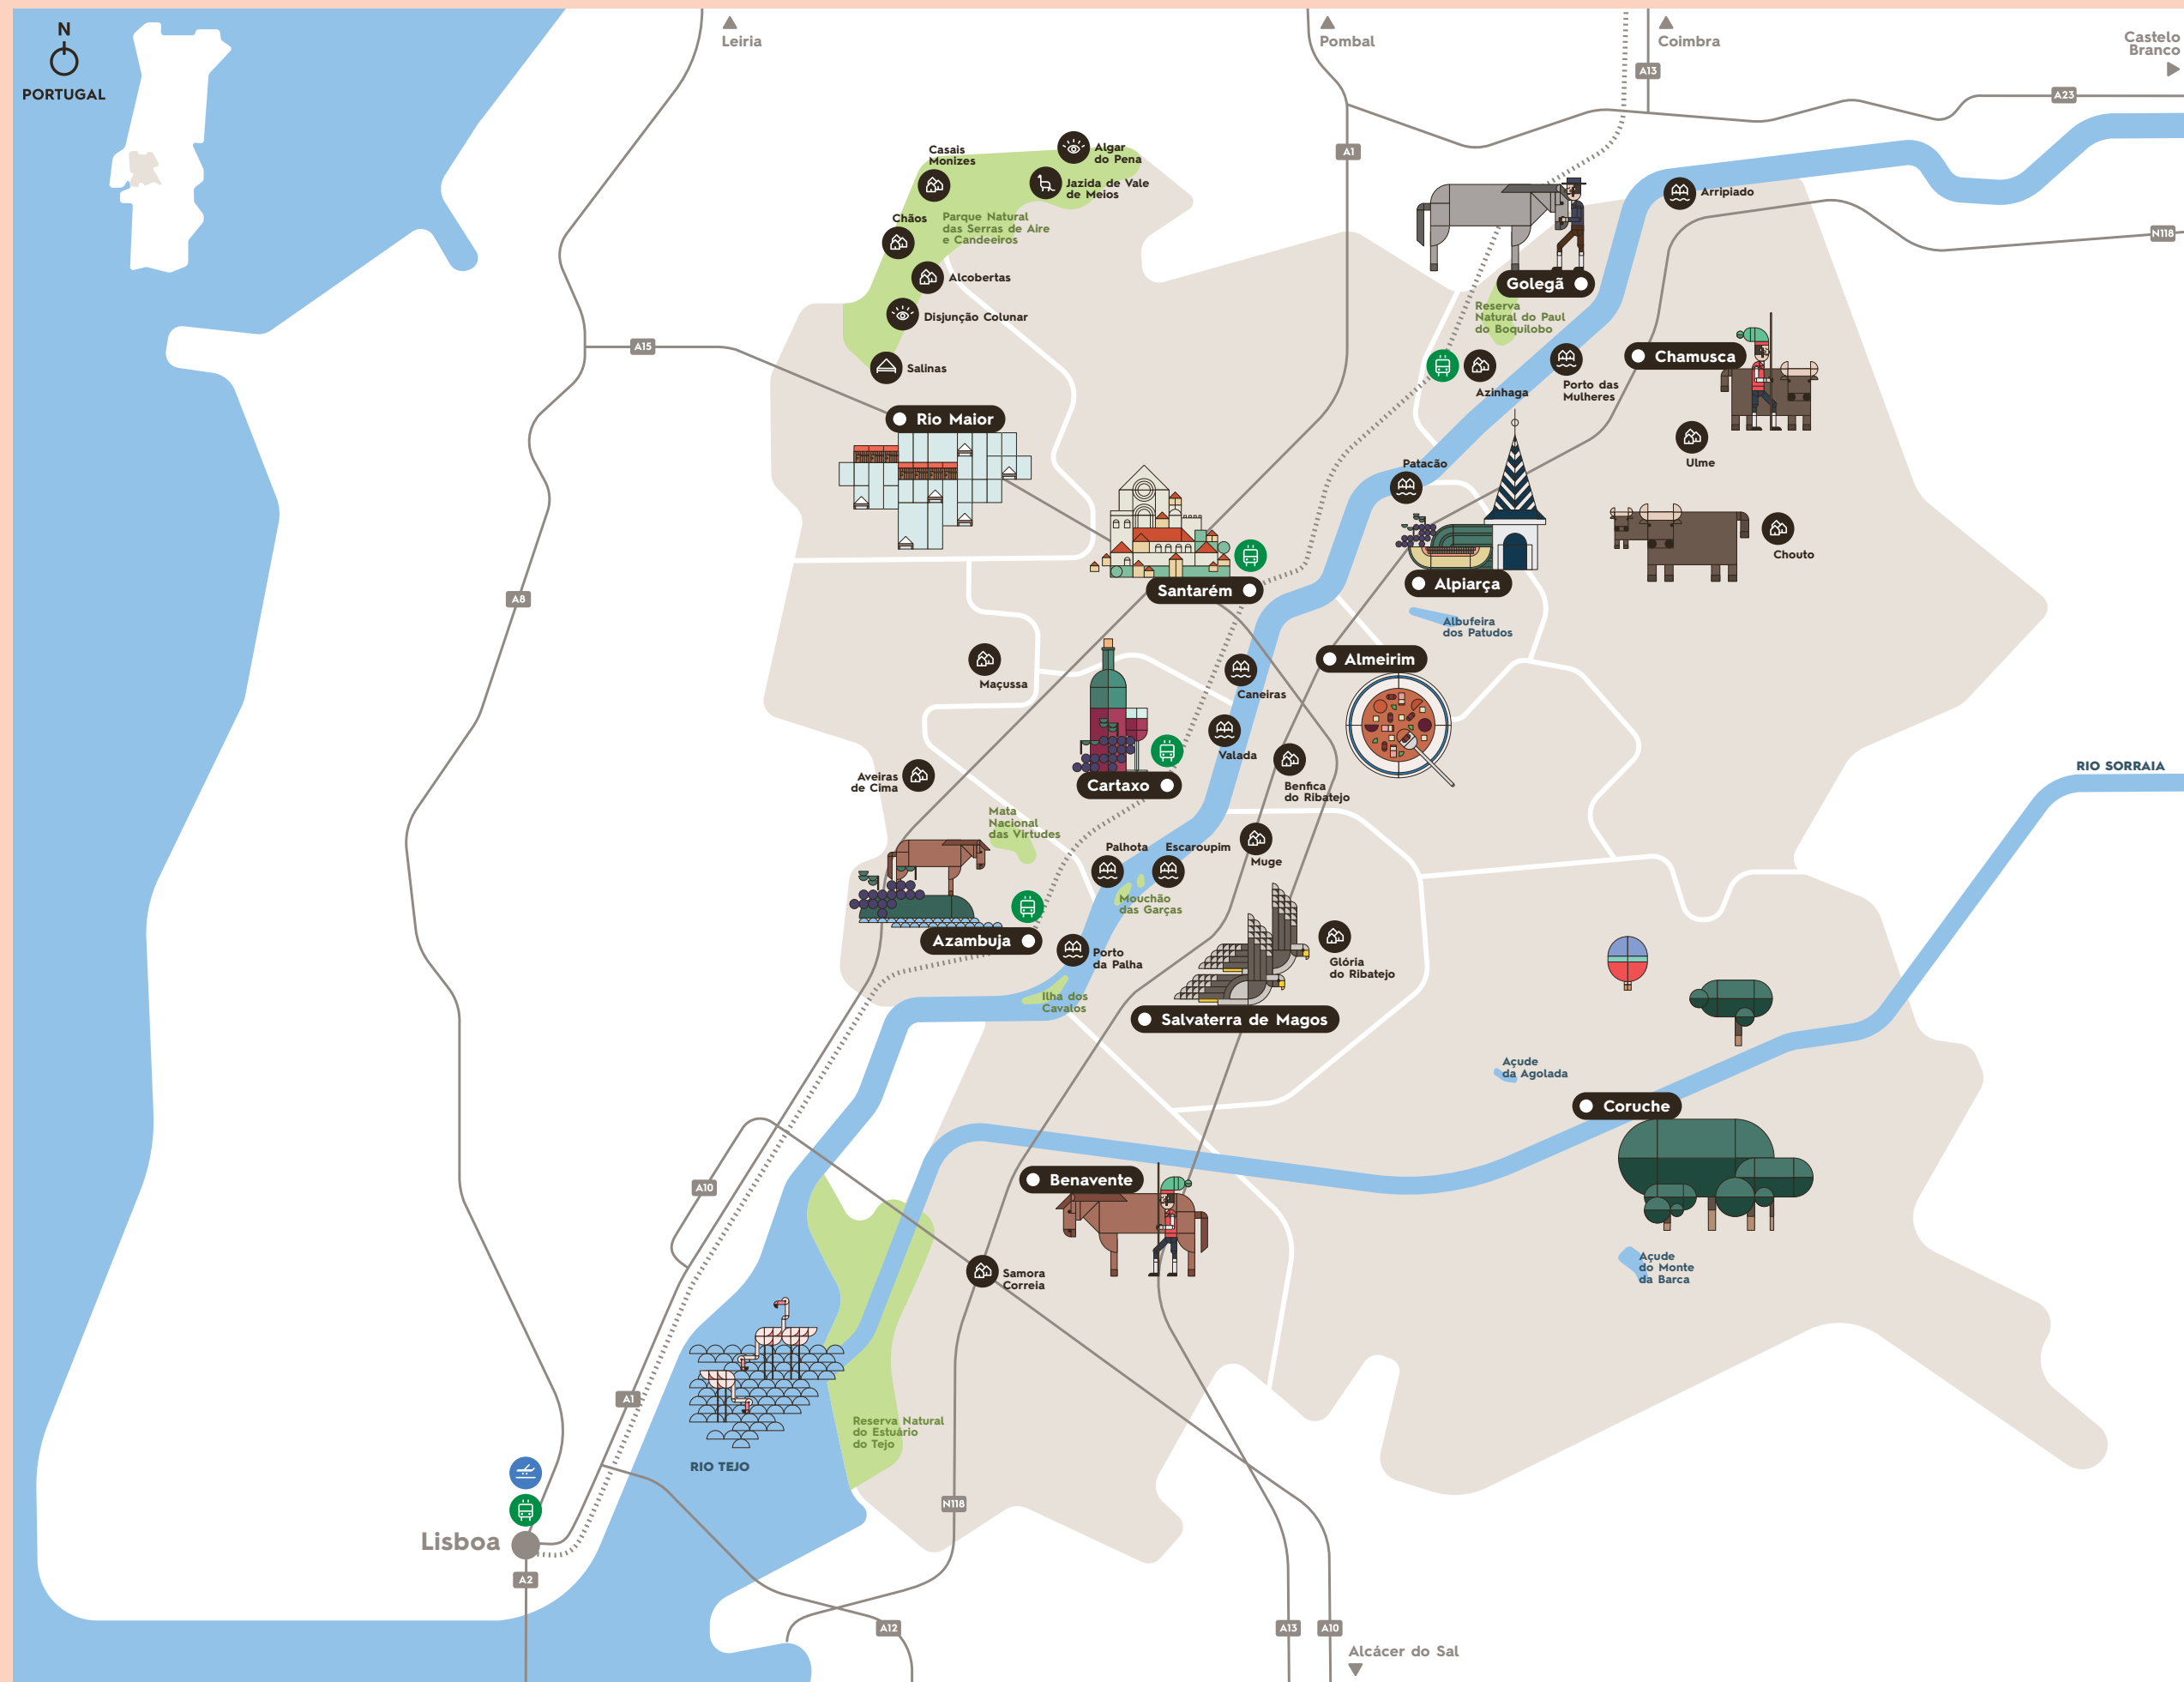 N
PORTUGAL
Leiria
Pombal
Coimbra
Castelo
Branco
A13
A23
A1
N118
Casais
Monizes
Algar
do Pena
Jazida de Vale
de Meios
Chãos
Parque Natural
das Serras de Aire
e Candeeiros
Alcobertas
Disjunção Colunar
Salinas
A15
Rio Maior
Arripiado
Golegã
Reserva
Natural do Paul
do Boquilobo
Azinhaga
Porto das
Mulheres
Chamusca
Ulme
Chouto
Patacão
Alpiarça
Albufeira
dos Patudos
Santarém
A8
Maçussa
Almeirim
Caneiras
Valada
Benfica
do Ribatejo
Cartaxo
Aveiras
de Cima
Mata
Nacional
das Virtudes
RIO SORRAIA
Palhota
Escaroupim
Muge
Mouchão
das Garças
Azambuja
Porto
da Palha
Glória
do Ribatejo
Ilha dos
Cavalos
Salvaterra de Magos
Açude
da Agolada
Coruche
A10
Benavente
Samora
Correia
Açude
do Monte
da Barca
A1
Reserva Natural
do Estuário
do Tejo
RIO TEJO
N118
Lisboa
A2
A12
A13
A10
Alcácer do Sal